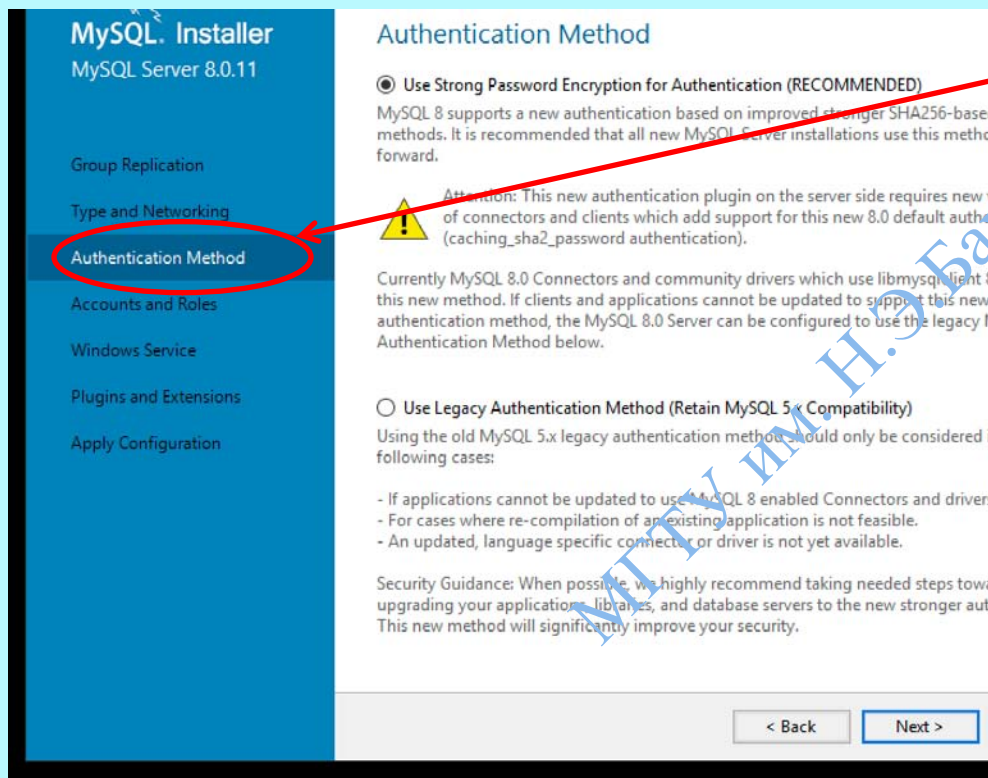 MySQL. Installer
MySQL Server 8.0.11
Group Replication
Type and Networking
Authentication Method
Accounts and Roles
Windows Service
Plugins and Extensions
Apply Configuration
Authentication Method
Use Strong Password Encryption for Authentication (RECOMMENDED)
MySQL 8 supports a new authentication based on improved stronger SHA256-base
methods. It is recommended that all new MySQL Server installations use this metho
forward.
Attention: This new authentication plugin on the server side requires new
of connectors and clients which add support for this new 8.0 default authe
(caching_sha2_password authentication).
Currently MySQL 8.0 Connectors and community drivers which use libmysqlclient 8
this new method. If clients and applications cannot be updated to support this new
authentication method, the MySQL 8.0 Server can be configured to use the legacy
Authentication Method below.
Use Legacy Authentication Method (Retain MySQL 5.x Compatibility)
Using the old MySQL 5.x legacy authentication method should only be considered i
following cases:
- If applications cannot be updated to use MySQL 8 enabled Connectors and drivers
- For cases where re-compilation of an existing application is not feasible.
- An updated, language specific connector or driver is not yet available.
Security Guidance: When possible, we highly recommend taking needed steps towa
upgrading your applications, libraries, and database servers to the new stronger aut
This new method will significantly improve your security.
< Back
Next >
МГТУ им. Н.Э.Ба